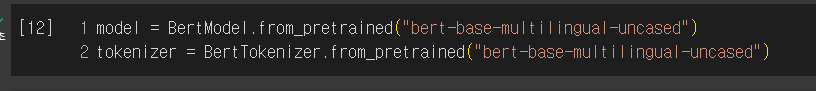 [12] 1 model = BertModel.from_pretrained("bert-base-multilingual-uncased")
2 tokenizer = BertTokenizer.from_pretrained("bert-base-multilingual-uncased")